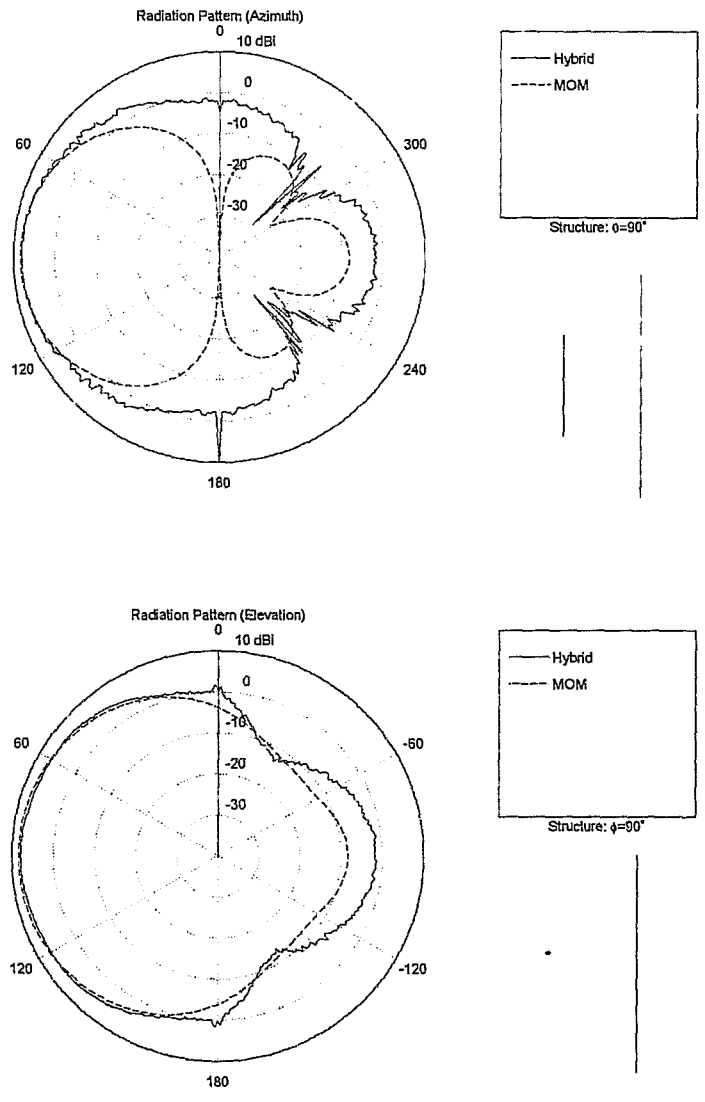 Radiation Pattern (Azimuth)
0
10 dBi
0
-10
-20
-30
60
300
120
240
180
Hybrid
MOM
Structure: θ=90°
Radiation Pattern (Elevation)
0
10 dBi
0
-10
-20
-30
60
-60
120
-120
180
Hybrid
MOM
Structure: ϕ=90°